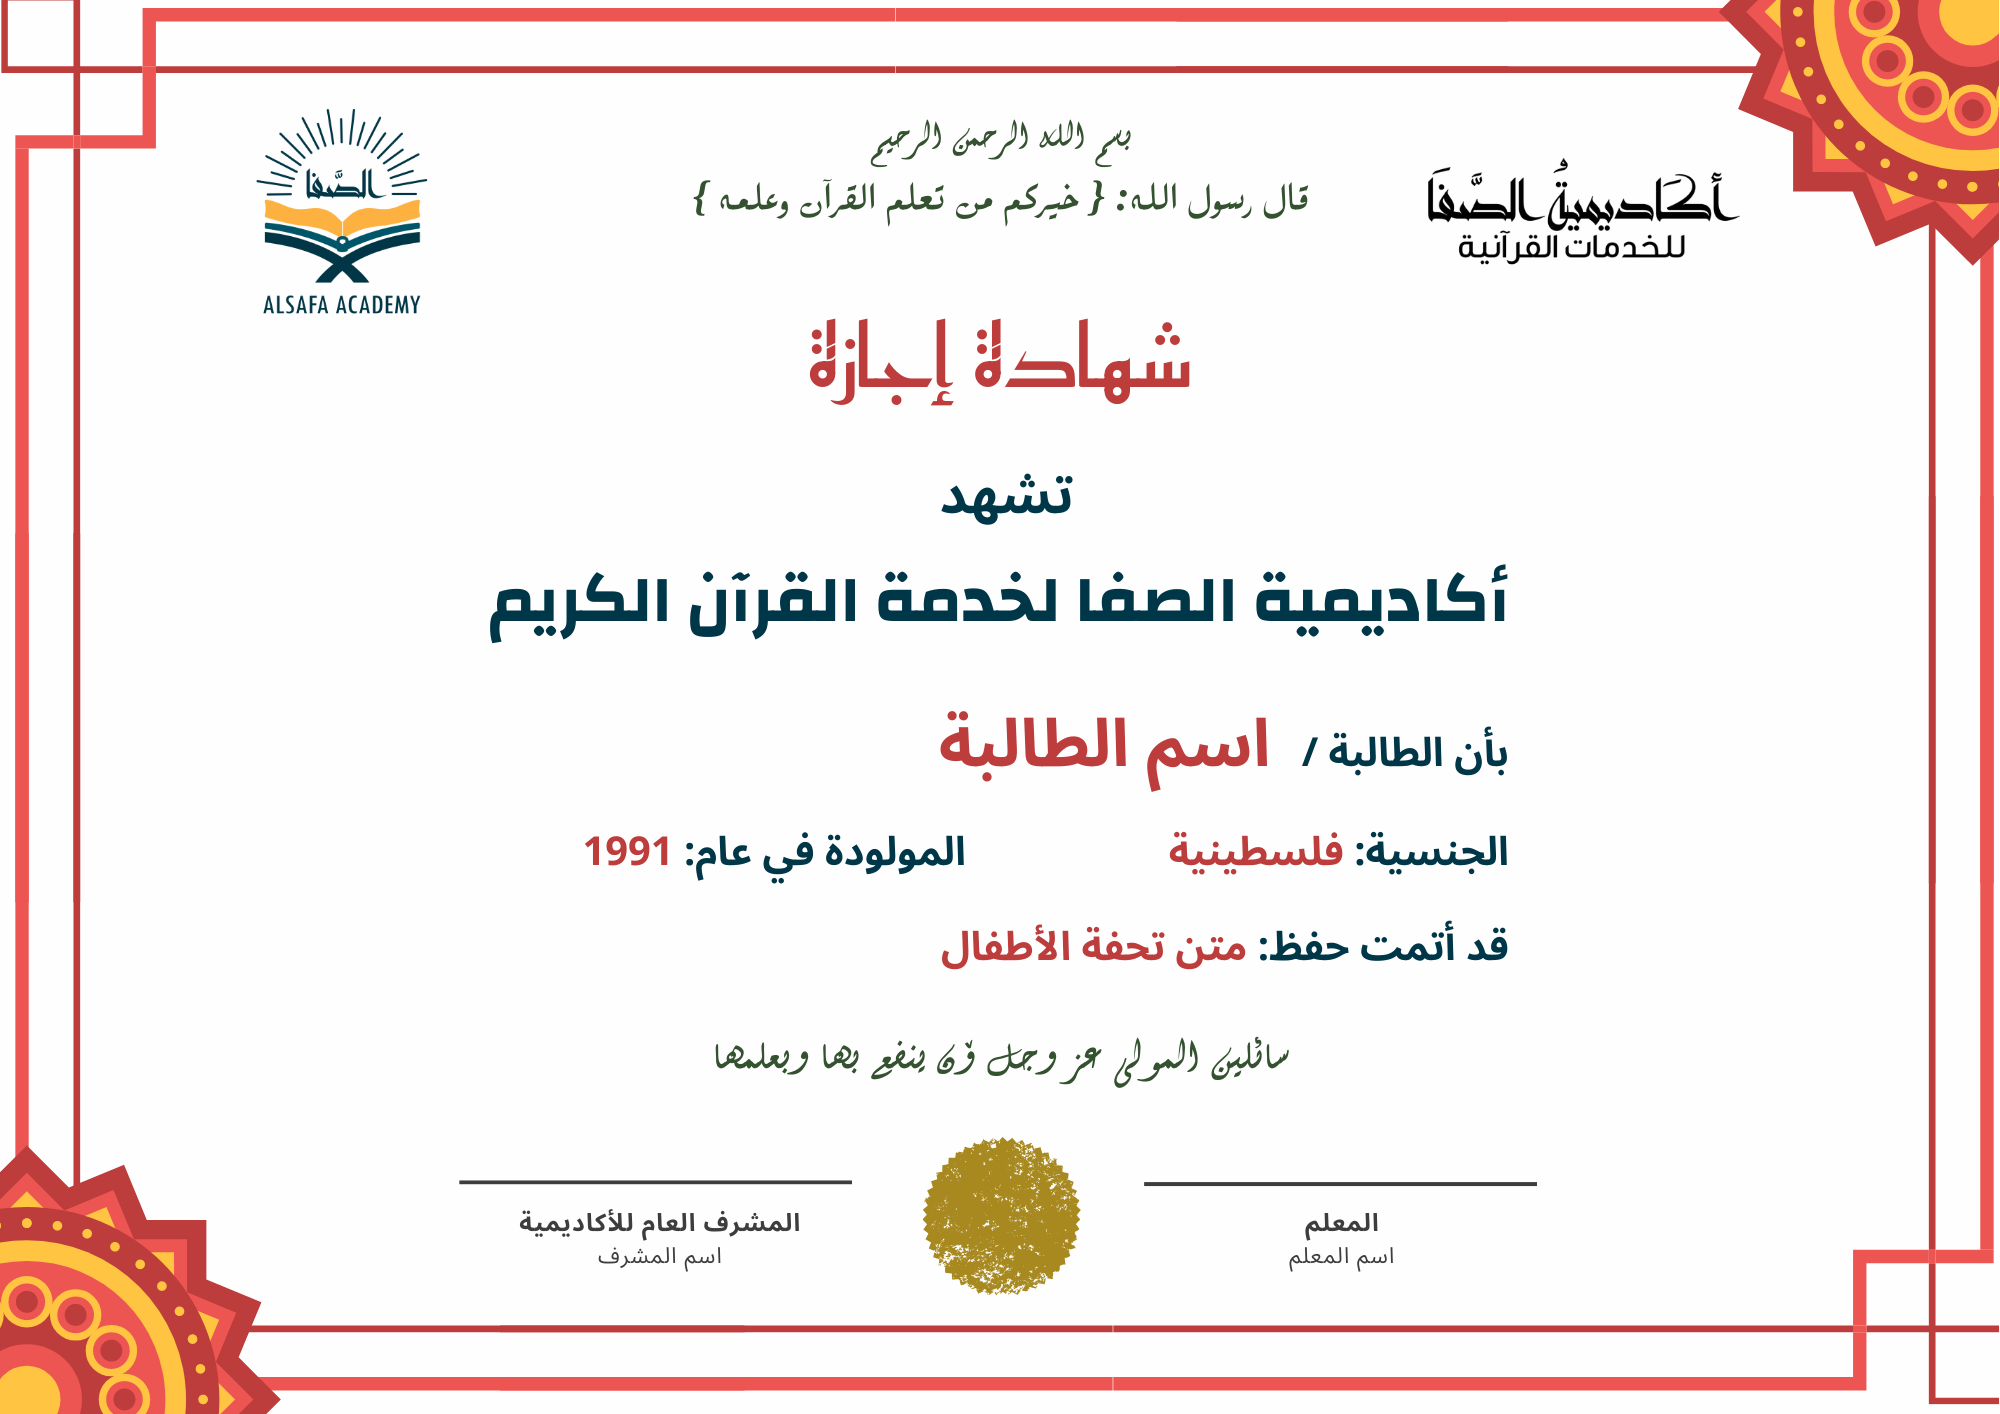 بسم الله الرحمن الرحيم
قال رسول الله: { خيركم من تعلم القرآن وعلمه }
أكاديميةُ الصَّفَا
للخدمات القرآنية
الصَّفا
ALSAFA ACADEMY
شهادة إجازة
تشهد
أكاديمية الصفا لخدمة القرآن الكريم
بأن الطالبة / اسم الطالبة
الجنسية: فلسطينية المولودة في عام: 1991
قد أتمت حفظ: متن تحفة الأطفال
سائلين المولى عز وجل أن ينفع بها وبعلمها
المعلم
اسم المعلم
المشرف العام للأكاديمية
اسم المشرف